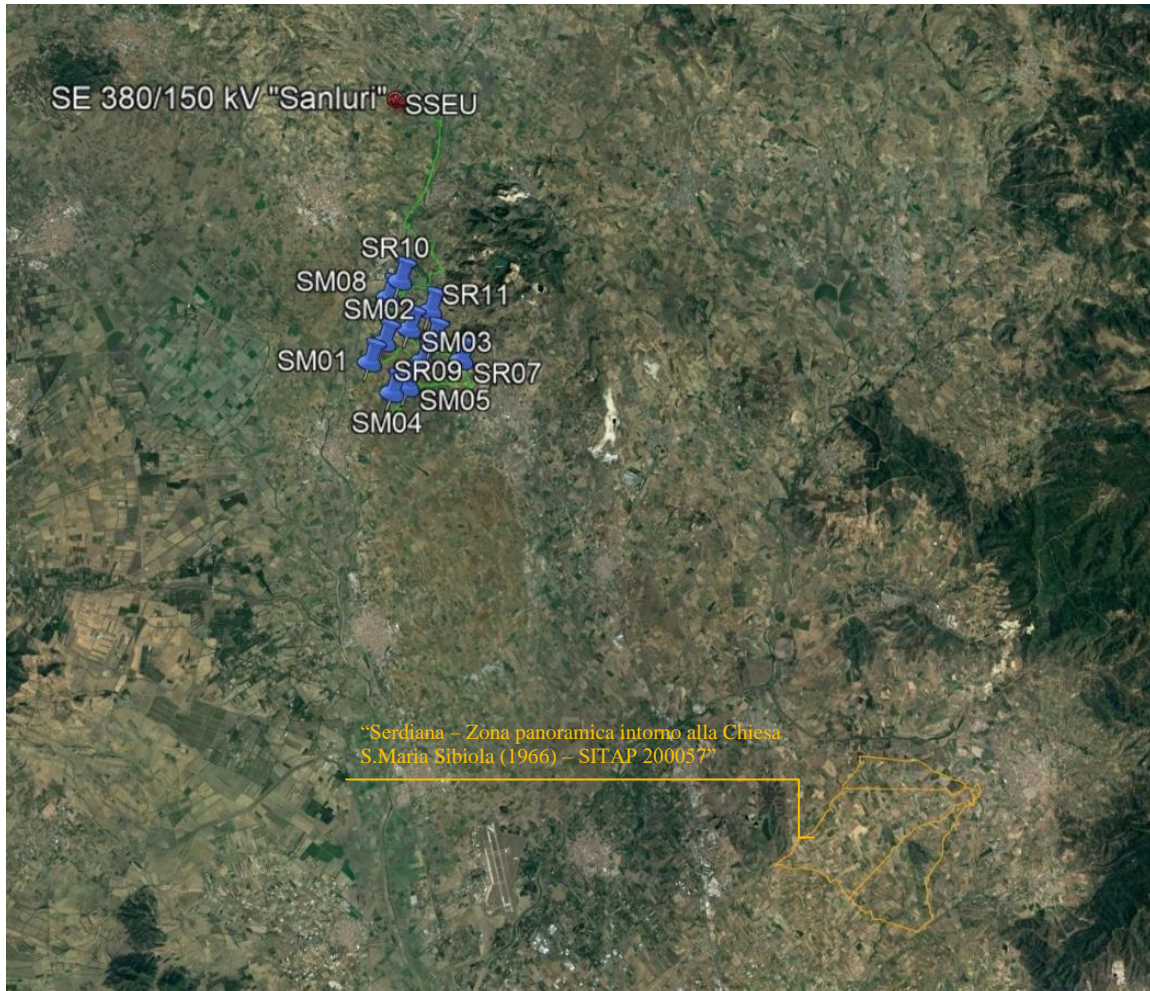 SE 380/150 kV "Sanluri"
SSEU
SR10
SM08
SR11
SM02
SM03
SM01
SR09
SR07
SM05
SM04
“Serdiana – Zona panoramica intorno alla Chiesa
S.Maria Sibiola (1966) – SITAP 200057”